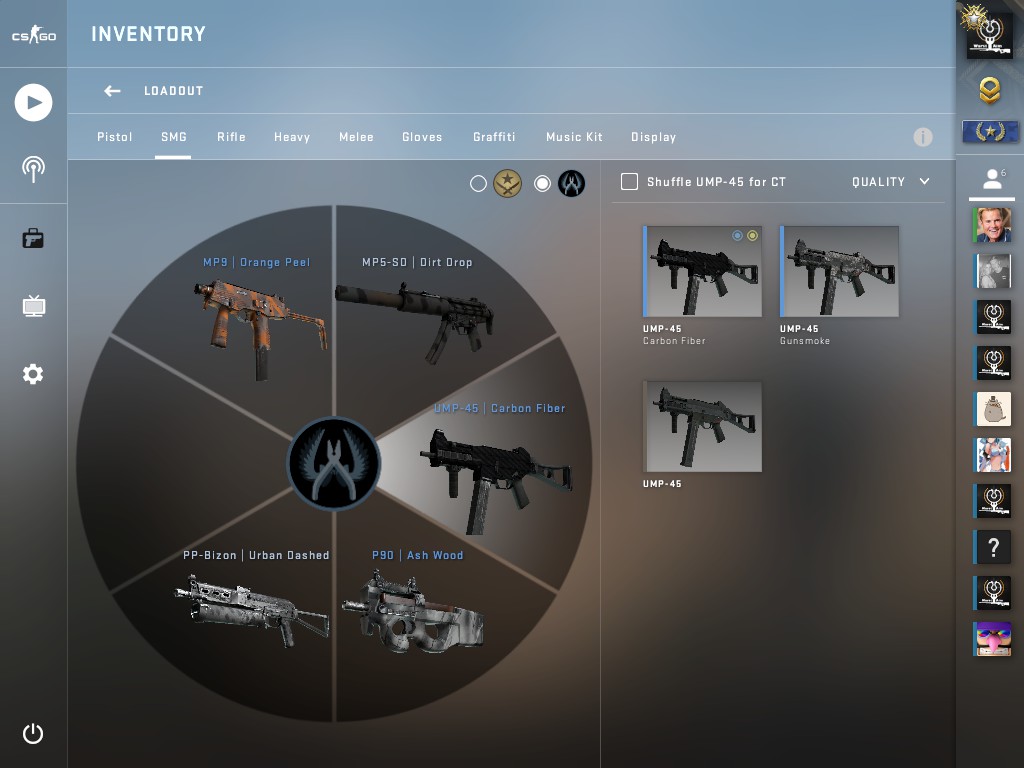 CS GO
INVENTORY
LOADOUT
Pistol SMG Rifle Heavy Melee Gloves Graffiti Music Kit Display
i
Shuffle UMP-45 for CT QUALITY
6
MP9 | Orange Peel
MP5-SD | Dirt Drop
UMP-45 | Carbon Fiber
PP-Bizon | Urban Dashed
P90 | Ash Wood
UMP-45
Carbon Fiber
UMP-45
Gunsmoke
UMP-45
?